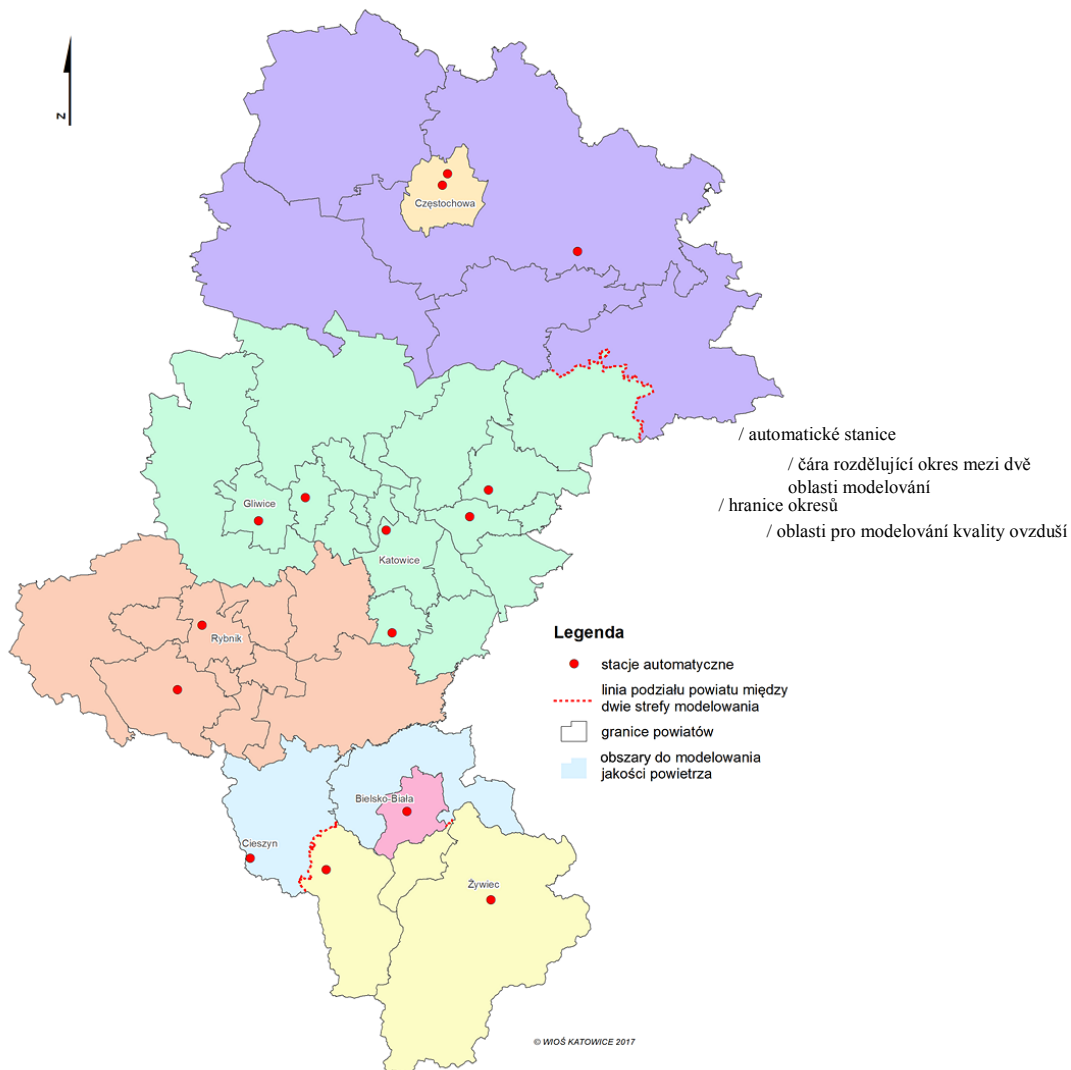 N
Częstochowa
/ automatické stanice
/ čára rozdělující okres mezi dvě
oblasti modelování
/ hranice okresů
/ oblasti pro modelování kvality ovzduší
Gliwice
Katowice
Rybnik
Legenda
stacje automatyczne
linia podziału powiatu między
dwie strefy modelowania
granice powiatów
obszary do modelowania
jakości powietrza
Bielsko-Biała
Cieszyn
Żywiec
© WIOŚ KATOWICE 2017